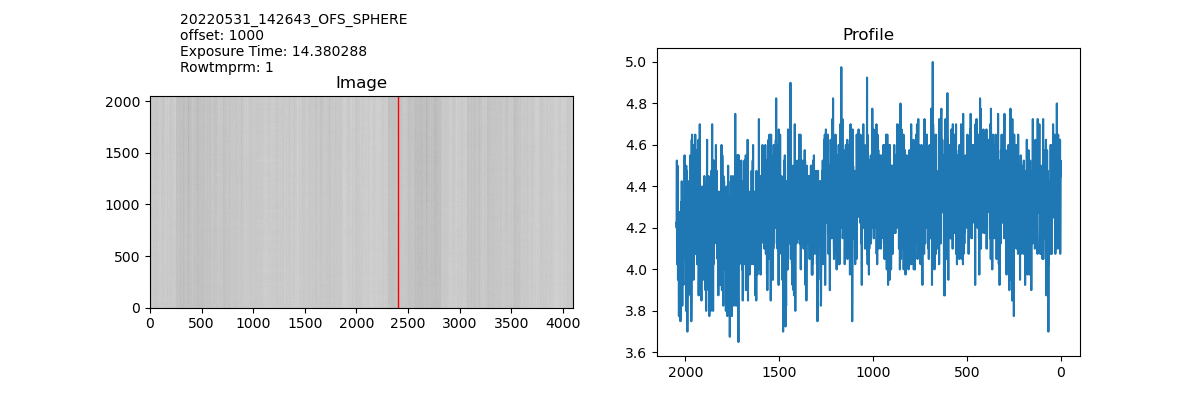 20220531_142643_OFS_SPHERE
offset: 1000
Exposure Time: 14.380288
Rowtmprm: 1
Image
2000
1500
1000
500
0
0 500 1000 1500 2000 2500 3000 3500 4000
Profile
5.0
4.8
4.6
4.4
4.2
4.0
3.8
3.6
2000 1500 1000 500 0